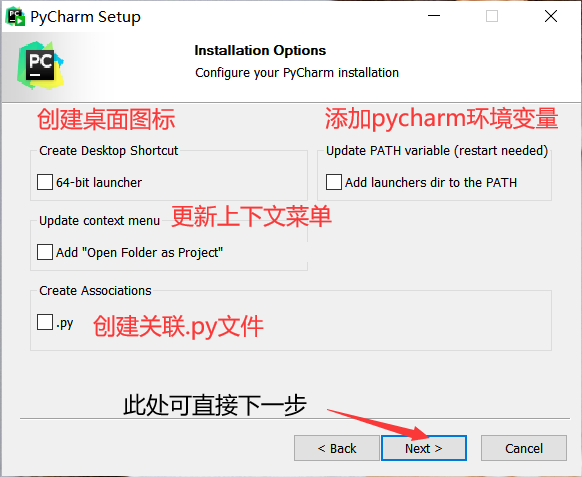 PyCharm Setup
PC
Installation Options
Configure your PyCharm installation
创建桌面图标
添加pycharm环境变量
Create Desktop Shortcut
Update PATH variable (restart needed)
64-bit launcher
Add launchers dir to the PATH
Update context menu
更新上下文菜单
Add "Open Folder as Project"
Create Associations
.py
创建关联.py文件
此处可直接下一步
< Back
Next >
Cancel